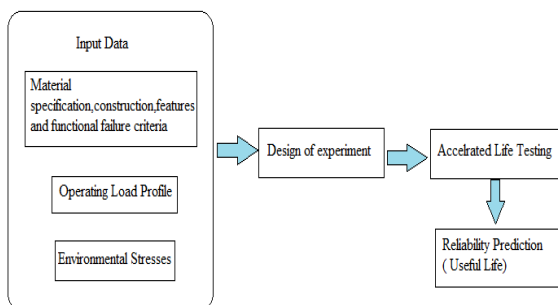 Input Data
Material
specification,construction,features
and functional failure criteria
Operating Load Profile
Environmental Stresses
Design of experiment
Accelrated Life Testing
Reliability Prediction
( Useful Life)